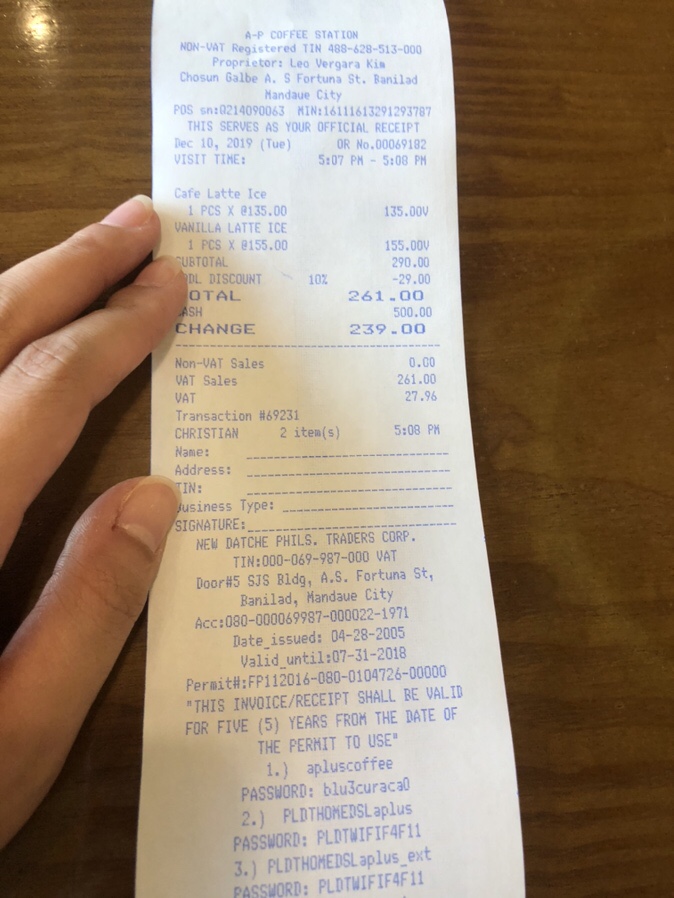 A-P COFFEE STATION
NON-VAT Registered TIN 488-628-513-000
Proprietor: Leo Vergara Kim
Chosun Galbe A. S Fortuna St. Banilad
Mandaue City
POS sn:0214090063 MIN:16111613291293787
THIS SERVES AS YOUR OFFICIAL RECEIPT
Dec 10, 2019 (Tue) OR No.00069182
VISIT TIME: 5:07 PM - 5:08 PM
Cafe Latte Ice
1 PCS X @135.00 135.00V
VANILLA LATTE ICE
1 PCS X @155.00 155.00V
SUBTOTAL 290.00
DISCOUNT 10% -29.00
TOTAL 261.00
CASH 500.00
CHANGE 239.00
Non-VAT Sales 0.00
VAT Sales 261.00
VAT 27.96
Transaction #69231
CHRISTIAN 2 item(s) 5:08 PM
Name:
Address:
TIN:
Business Type:
SIGNATURE:
NEW DATCHE PHILS. TRADERS CORP.
TIN:000-069-987-000 VAT
Door#5 SJS Bldg, A.S. Fortuna St,
Banilad, Mandaue City
Acc:080-000069987-000022-1971
Date_issued: 04-28-2005
Valid_until:07-31-2018
Permit#:FP112016-080-0104726-00000
"THIS INVOICE/RECEIPT SHALL BE VALID
FOR FIVE (5) YEARS FROM THE DATE OF
THE PERMIT TO USE"
1.) apluscoffee
PASSWORD: blu3curaca0
2.) PLDTHOMEDSLaplus
PASSWORD: PLDTWIFIF4F11
3.) PLDTHOMEDSLaplus_ext
PASSWORD: PLDTWIFIF4F11